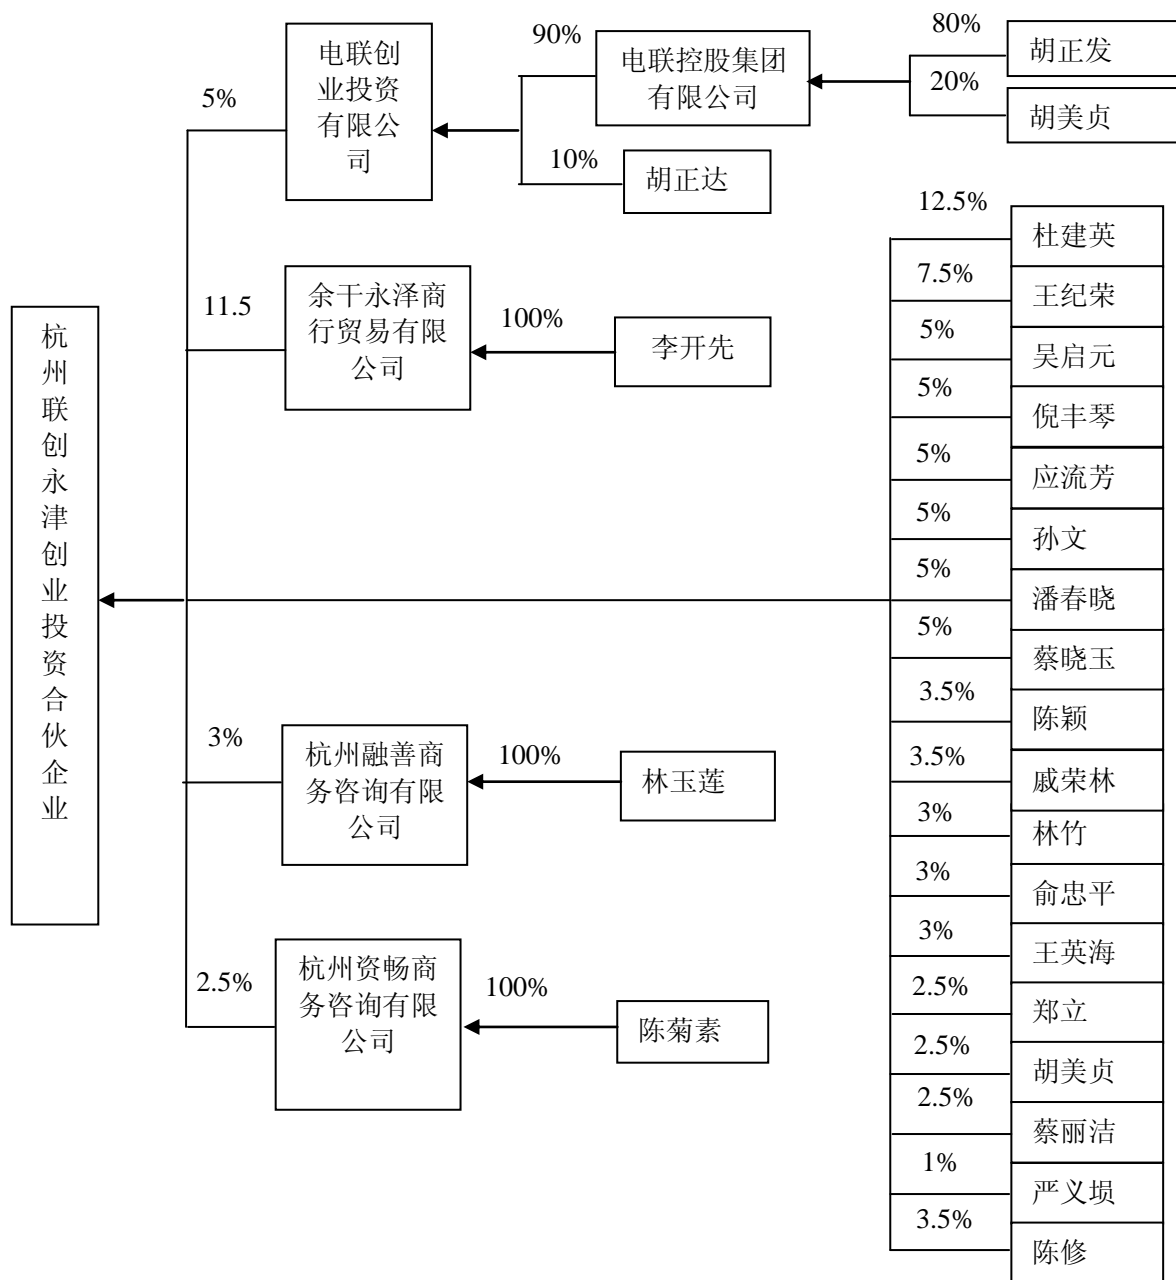 电联创
业投资
有限公
司
5%
90%
电联控股集团
有限公司
80%
胡正发
20%
胡美贞
10%
胡正达
余干永泽商
行贸易有限
公司
11.5
100%
李开先
杭
州
联
创
永
津
创
业
投
资
合
伙
企
业
3%
杭州融善商
务咨询有限
公司
100%
林玉莲
2.5%
杭州资畅商
务咨询有限
公司
100%
陈菊素
12.5%
杜建英
7.5%
王纪荣
5%
吴启元
5%
倪丰琴
5%
应流芳
5%
孙文
5%
潘春晓
5%
蔡晓玉
3.5%
陈颖
3.5%
戚荣林
3%
林竹
3%
俞忠平
3%
王英海
2.5%
郑立
2.5%
胡美贞
2.5%
蔡丽洁
1%
严义埙
3.5%
陈修